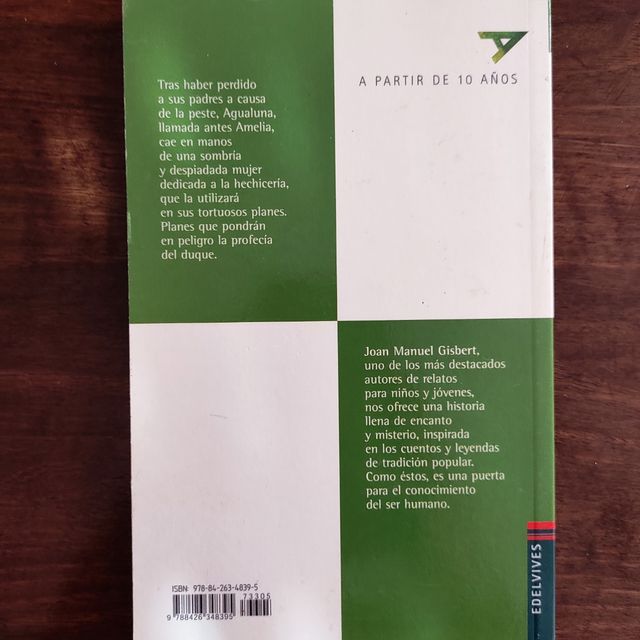 A PARTIR DE 10 AÑOS
Tras haber perdido
a sus padres a causa
de la peste, Agualuna,
llamada antes Amelia,
cae en manos
de una sombria
y despiadada mujer
dedicada a la hechicería,
que la utilizará
en sus tortuosos planes.
Planes que pondrán
en peligro la profecía
del duque.
Joan Manuel Gisbert,
uno de los más destacados
autores de relatos
para niños y jóvenes,
nos ofrece una historia
llena de encanto
y misterio, inspirada
en los cuentos y leyendas
de tradición popular.
Como éstos, es una puerta
para el conocimiento
del ser humano.
ISBN: 978-84-263-4839-5
73305
9 788426 348395
EDELVIVES